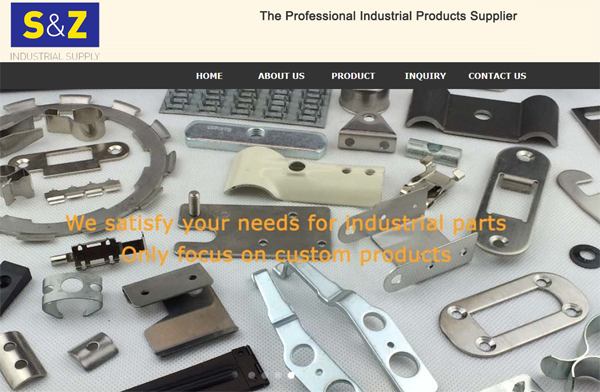 S&Z
INDUSTRIAL SUPPLY
The Professional Industrial Products Supplier
HOME ABOUT US PRODUCT INQUIRY CONTACT US
We satisfy your needs for industrial parts
Only focus on custom products